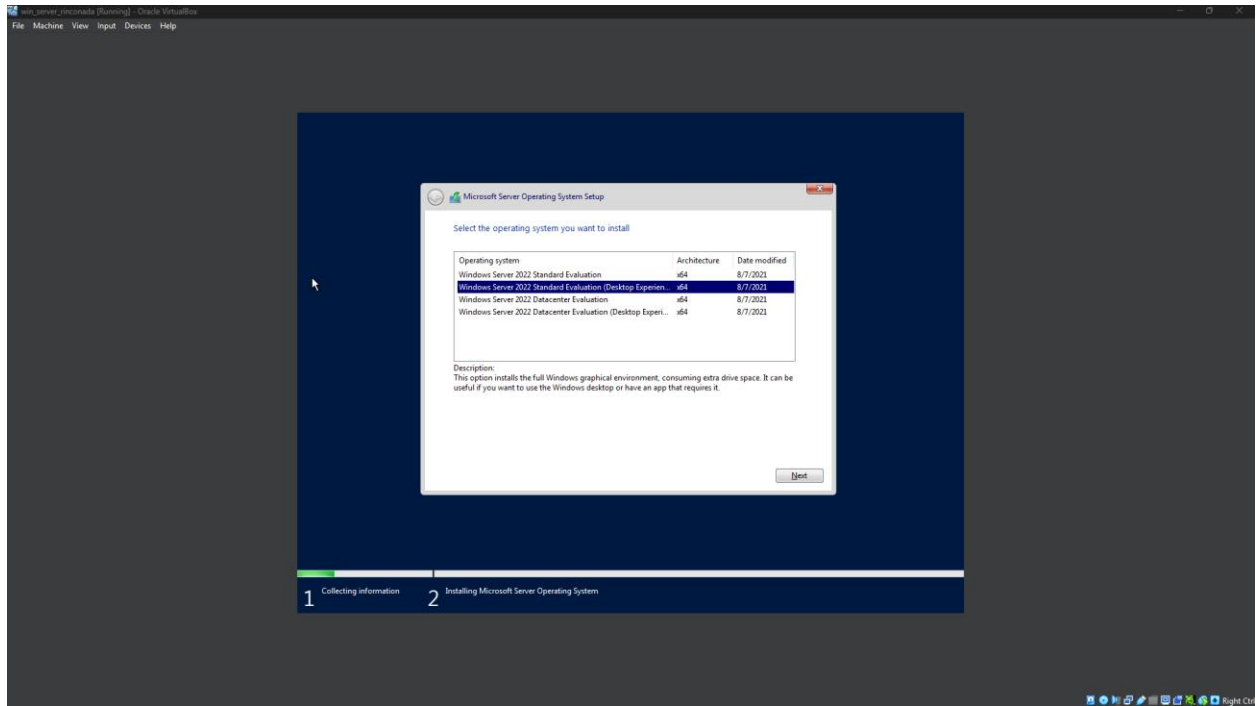 win_server_rinconada [Running] - Oracle VirtualBox
File Machine View Input Devices Help
Microsoft Server Operating System Setup
Select the operating system you want to install
Operating system Architecture Date modified
Windows Server 2022 Standard Evaluation x64 8/7/2021
Windows Server 2022 Standard Evaluation (Desktop Experien... x64 8/7/2021
Windows Server 2022 Datacenter Evaluation x64 8/7/2021
Windows Server 2022 Datacenter Evaluation (Desktop Experi... x64 8/7/2021
Description:
This option installs the full Windows graphical environment, consuming extra drive space. It can be
useful if you want to use the Windows desktop or have an app that requires it.
Next
1 Collecting information 2 Installing Microsoft Server Operating System
Right Ctrl